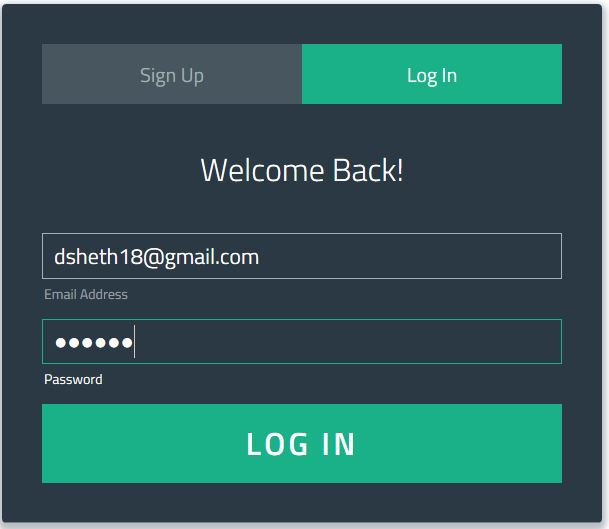 Sign Up Log In
Welcome Back!
dsheth18@gmail.com
Email Address
●●●●●●
Password
LOG IN